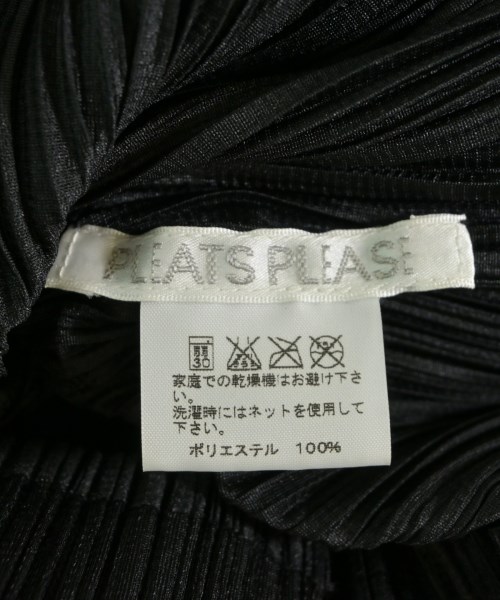 PLEATS PLEASE
弱
30
家庭での乾燥機はお避け下さ
い。
洗濯時にはネットを使用して
下さい。
ポリエステル 100%